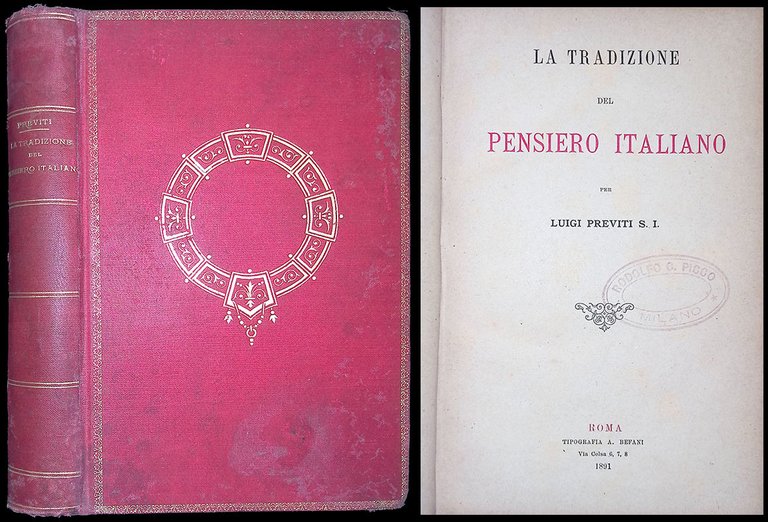 PREVITI
LA TRADIZIONE
DEL
PENSIERO ITALIAN
LA TRADIZIONE
DEL
PENSIERO ITALIANO
PER
LUIGI PREVITI S. I.
RODOLFO C. PICCO
MILANO
ROMA
TIPOGRAFIA A. BEFANI
Via Celsa 6, 7, 8
1891